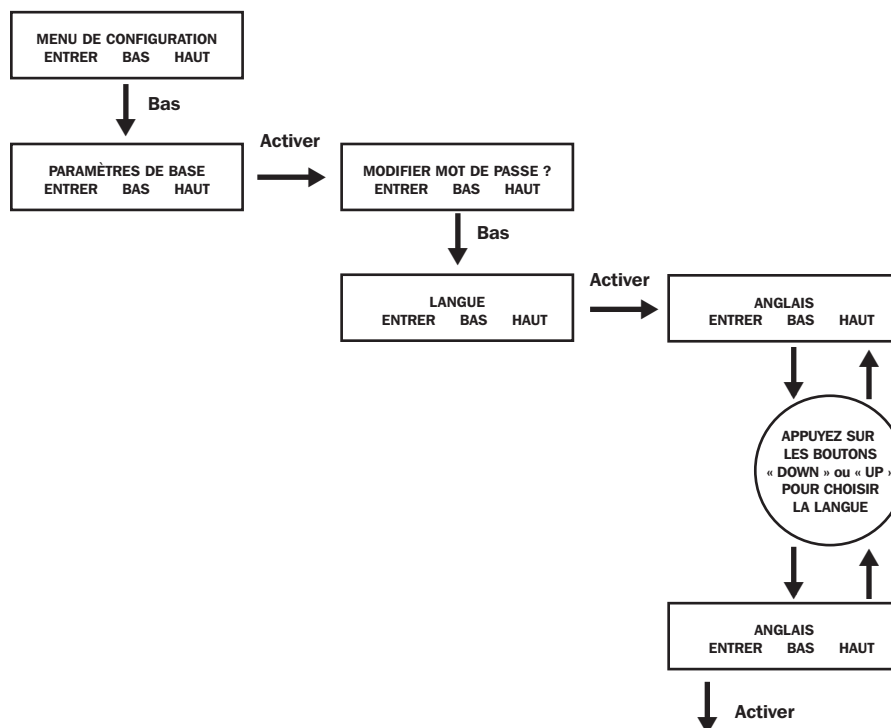 MENU DE CONFIGURATION
ENTRER BAS HAUT
Bas
PARAMÈTRES DE BASE
ENTRER BAS HAUT
Activer
MODIFIER MOT DE PASSE ?
ENTRER BAS HAUT
Bas
LANGUE
ENTRER BAS HAUT
Activer
ANGLAIS
ENTRER BAS HAUT
APPUYEZ SUR
LES BOUTONS
« DOWN » ou « UP »
POUR CHOISIR
LA LANGUE
ANGLAIS
ENTRER BAS HAUT
Activer